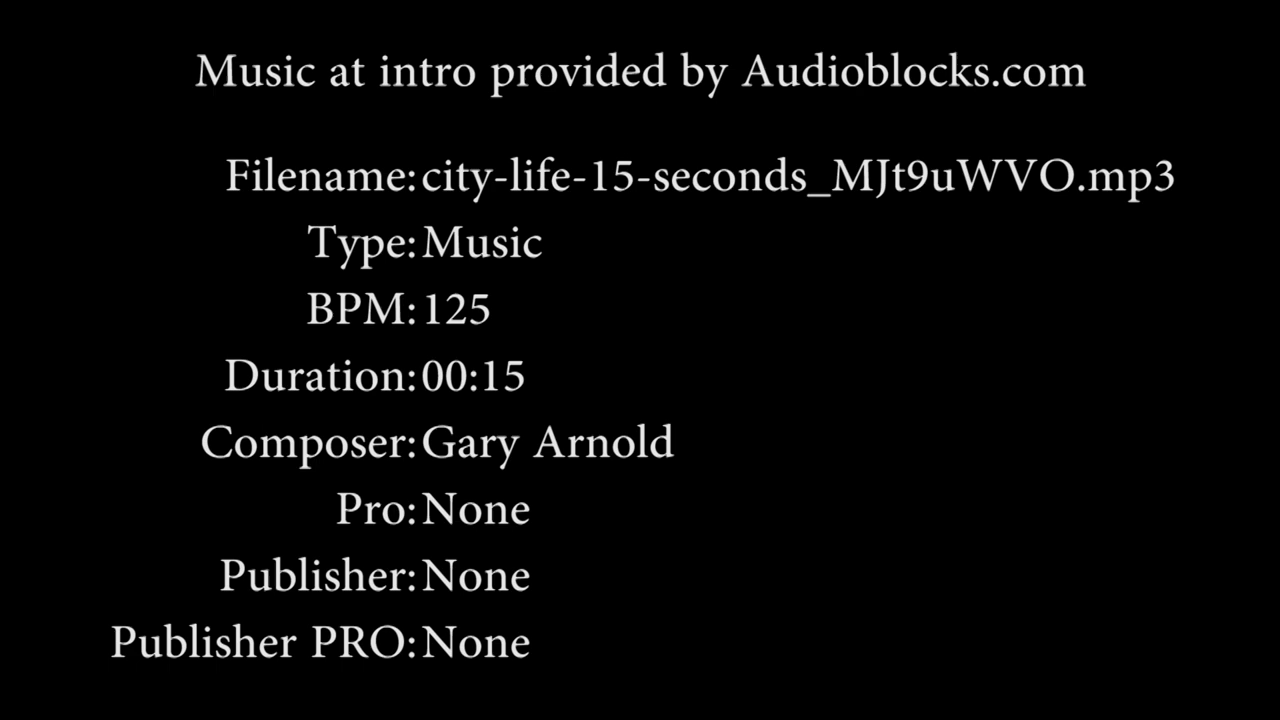 Music at intro provided by Audioblocks.com
Filename: city-life-15-seconds_MJt9uWVO.mp3
Type: Music
BPM: 125
Duration: 00:15
Composer: Gary Arnold
Pro: None
Publisher: None
Publisher PRO: None